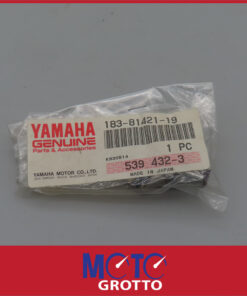 YAMAHA
GENUINE
Parts & Accessories
YAMAHA MOTOR CO.,LTD.
183-81421-19
1 PC
539 432-3
MADE IN JAPAN
MOTO
GROTTO